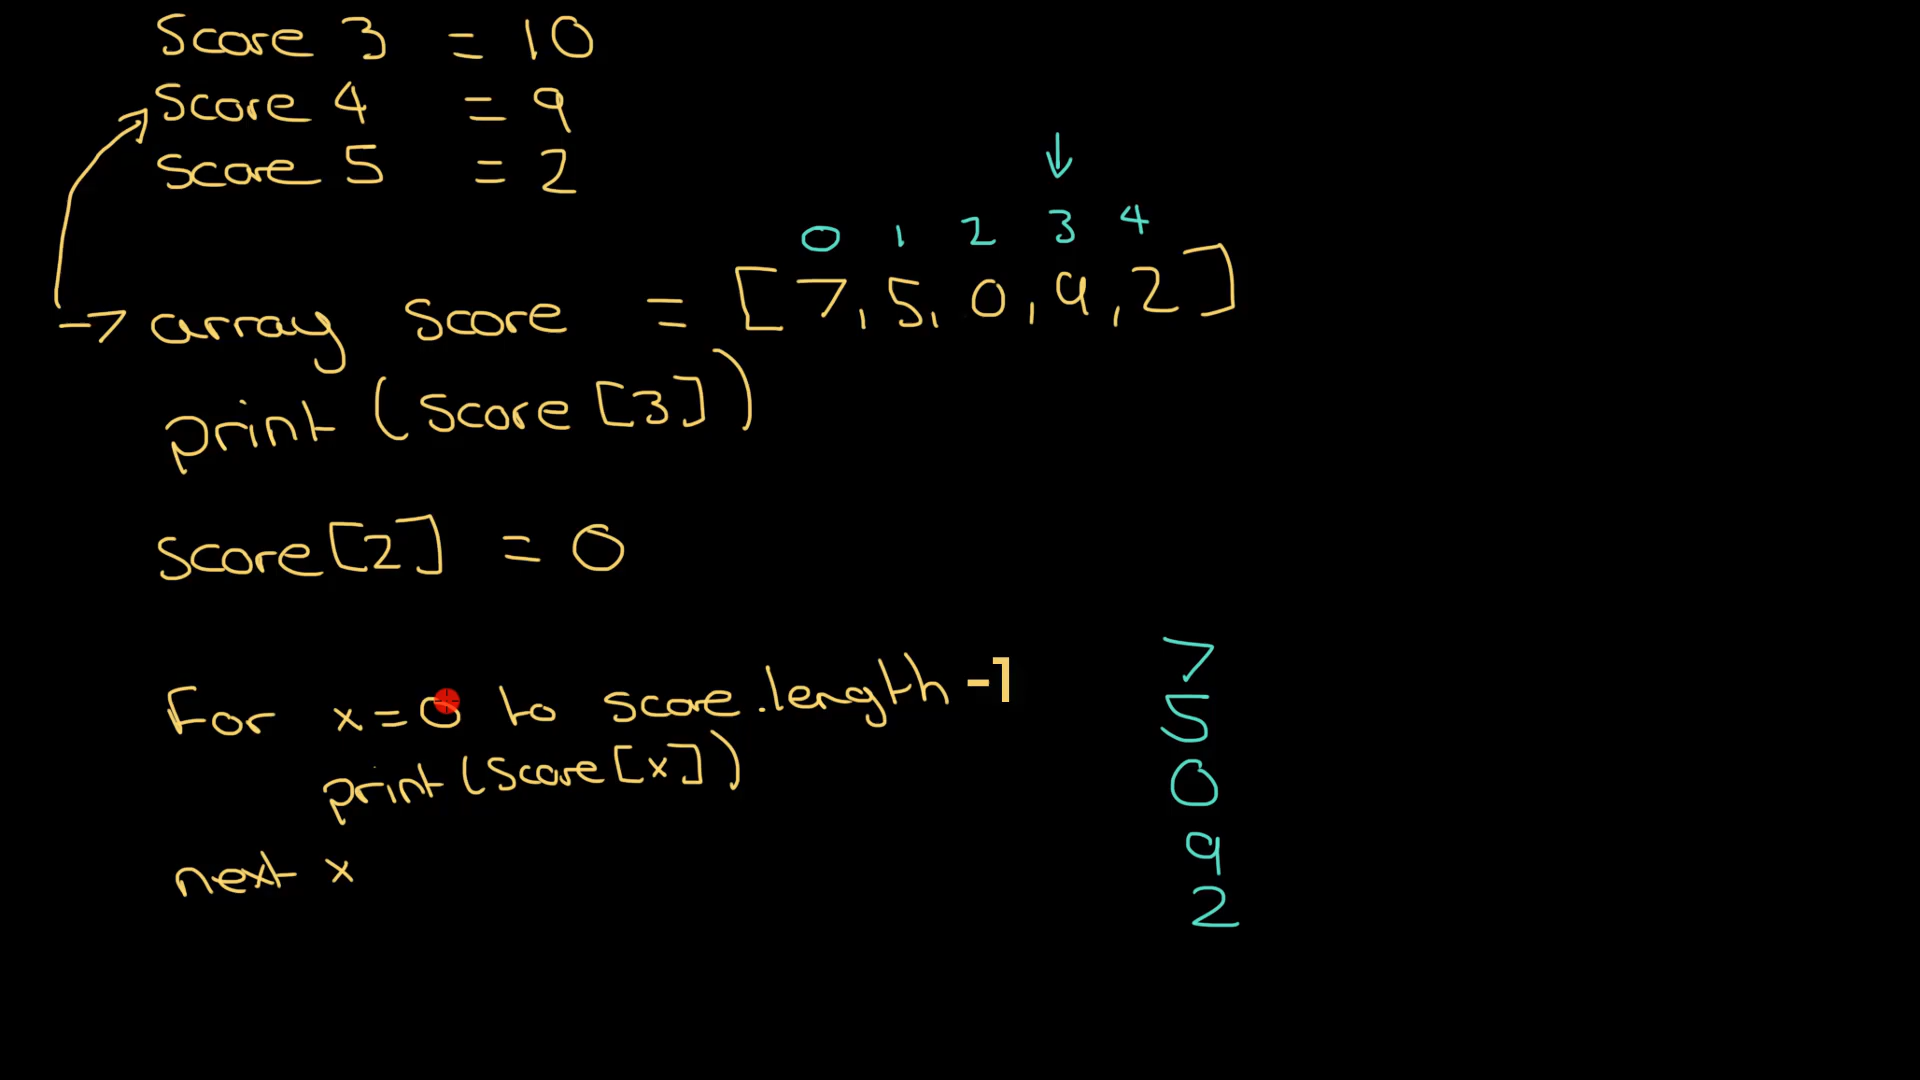 Score 3 = 10
Score 4 = 9
Score 5 = 2
0 1 2 3 4
array score = [7,5,0,9,2]
print (score [3])
score [2] = 0
For x=0 to score.length -1
print (score [x])
next x
7
5
0
9
2